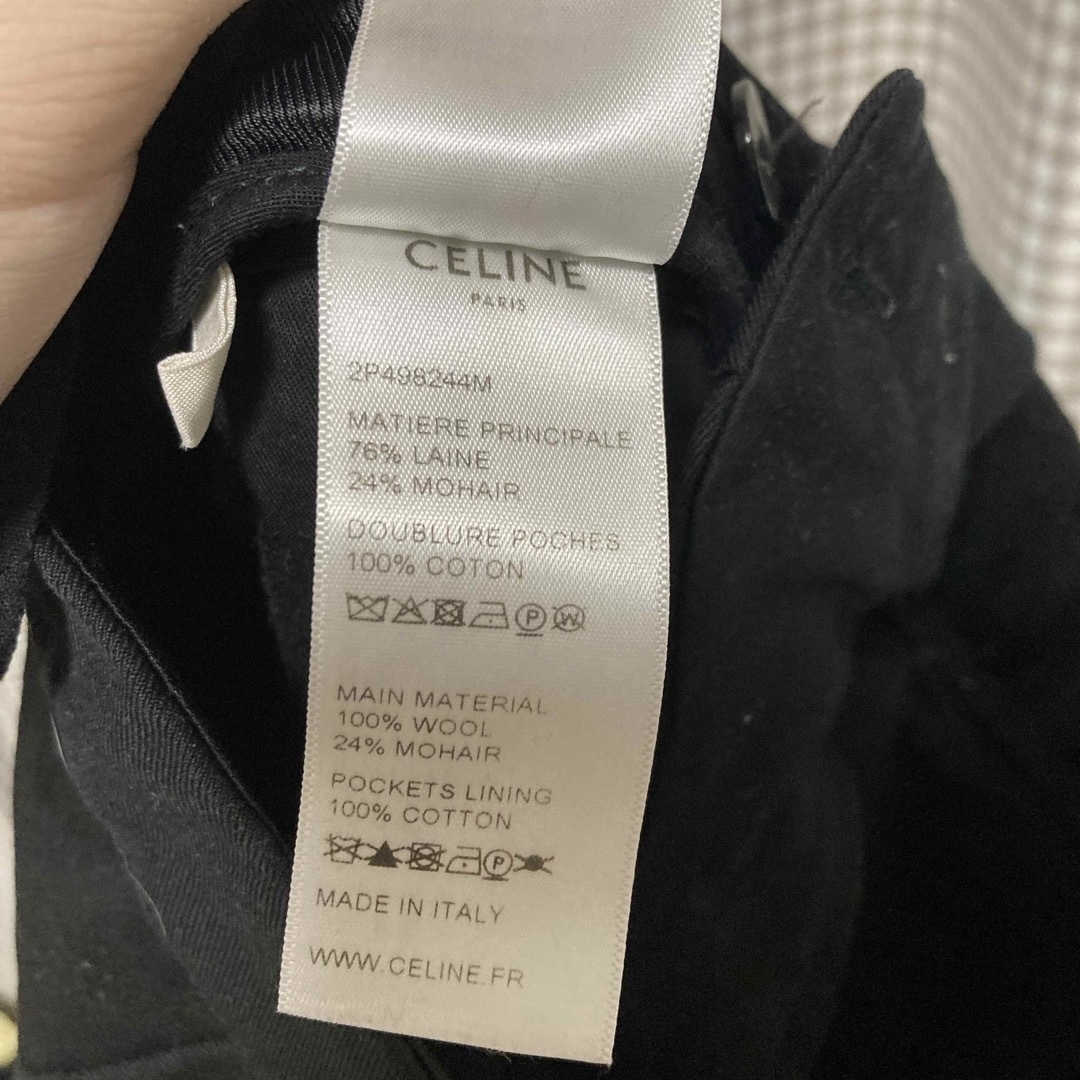 CELINE
PARIS
2P498244M
MATIERE PRINCIPALE
76% LAINE
24% MOHAIR
DOUBLURE POCHES
100% COTON
P W
MAIN MATERIAL
100% WOOL
24% MOHAIR
POCKETS LINING
100% COTTON
P
MADE IN ITALY
WWW.CELINE.FR